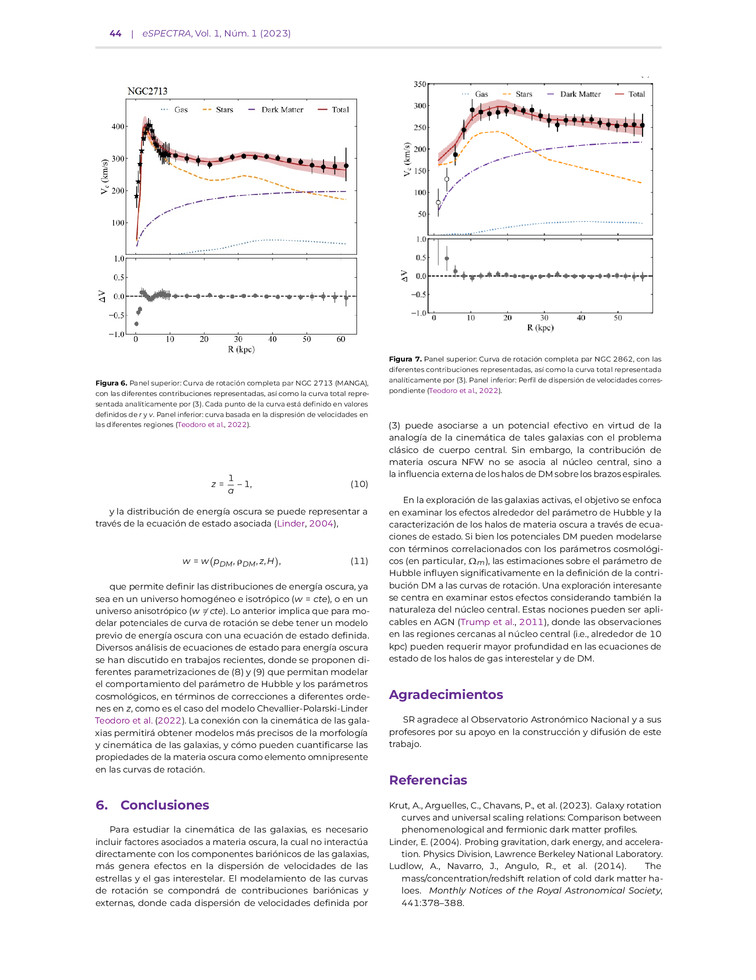 44 | eSPECTRA, Vol. 1, Núm. 1 (2023)
NGC2713
Gas Stars Dark Matter Total
400
300
200
100
V_c (km/s)
1.0
0.5
0.0
−0.5
−1.0
ΔV
0 10 20 30 40 50 60
R (kpc)
Figura 6. Panel superior: Curva de rotación completa par NGC 2713 (MANGA),
con las diferentes contribuciones representadas, así como la curva total repre-
sentada analíticamente por (3). Cada punto de la curva está definido en valores
definidos de r y v. Panel inferior: curva basada en la dispresión de velocidades en
las diferentes regiones (Teodoro et al., 2022).
z = 1/a − 1, (10)
y la distribución de energía oscura se puede representar a
través de la ecuación de estado asociada (Linder, 2004),
w = w(p_DM, ρ_DM, z, H), (11)
que permite definir las distribuciones de energía oscura, ya
sea en un universo homogéneo e isotrópico (w = cte), o en un
universo anisotrópico (w ≠ cte). Lo anterior implica que para mo-
delar potenciales de curva de rotación se debe tener un modelo
previo de energía oscura con una ecuación de estado definida.
Diversos análisis de ecuaciones de estado para energía oscura
se han discutido en trabajos recientes, donde se proponen di-
ferentes parametrizaciones de (8) y (9) que permitan modelar
el comportamiento del parámetro de Hubble y los parámetros
cosmológicos, en términos de correcciones a diferentes orde-
nes en z, como es el caso del modelo Chevallier-Polarski-Linder
Teodoro et al. (2022). La conexión con la cinemática de las gala-
xias permitirá obtener modelos más precisos de la morfología
y cinemática de las galaxias, y cómo pueden cuantificarse las
propiedades de la materia oscura como elemento omnipresente
en las curvas de rotación.
6. Conclusiones
Para estudiar la cinemática de las galaxias, es necesario
incluir factores asociados a materia oscura, la cual no interactúa
directamente con los componentes bariónicos de las galaxias,
más genera efectos en la dispersión de velocidades de las
estrellas y el gas interestelar. El modelamiento de las curvas
de rotación se compondrá de contribuciones bariónicas y
externas, donde cada dispersión de velocidades definida por
350
Gas Stars Dark Matter Total
300
250
200
150
100
50
V_c (km/s)
1.0
0.5
0.0
−0.5
−1.0
ΔV
0 10 20 30 40 50
R (kpc)
Figura 7. Panel superior: Curva de rotación completa par NGC 2862, con las
diferentes contribuciones representadas, así como la curva total representada
analíticamente por (3). Panel inferior: Perfil de dispersión de velocidades corres-
pondiente (Teodoro et al., 2022).
(3) puede asociarse a un potencial efectivo en virtud de la
analogía de la cinemática de tales galaxias con el problema
clásico de cuerpo central. Sin embargo, la contribución de
materia oscura NFW no se asocia al núcleo central, sino a
la influencia externa de los halos de DM sobre los brazos espirales.
En la exploración de las galaxias activas, el objetivo se enfoca
en examinar los efectos alrededor del parámetro de Hubble y la
caracterización de los halos de materia oscura a través de ecua-
ciones de estado. Si bien los potenciales DM pueden modelarse
con términos correlacionados con los parámetros cosmológi-
cos (en particular, Ω_m), las estimaciones sobre el parámetro de
Hubble influyen significativamente en la definición de la contri-
bución DM a las curvas de rotación. Una exploración interesante
se centra en examinar estos efectos considerando también la
naturaleza del núcleo central. Estas nociones pueden ser apli-
cables en AGN (Trump et al., 2011), donde las observaciones
en las regiones cercanas al núcleo central (i.e., alrededor de 10
kpc) pueden requerir mayor profundidad en las ecuaciones de
estado de los halos de gas interestelar y de DM.
Agradecimientos
SR agradece al Observatorio Astronómico Nacional y a sus
profesores por su apoyo en la construcción y difusión de este
trabajo.
Referencias
Krut, A., Arguelles, C., Chavans, P., et al. (2023). Galaxy rotation
curves and universal scaling relations: Comparison between
phenomenological and fermionic dark matter profiles.
Linder, E. (2004). Probing gravitation, dark energy, and accelera-
tion. Physics Division, Lawrence Berkeley National Laboratory.
Ludlow, A., Navarro, J., Angulo, R., et al. (2014). The
mass/concentration/redshift relation of cold dark matter ha-
loes. Monthly Notices of the Royal Astronomical Society,
441:378–388.